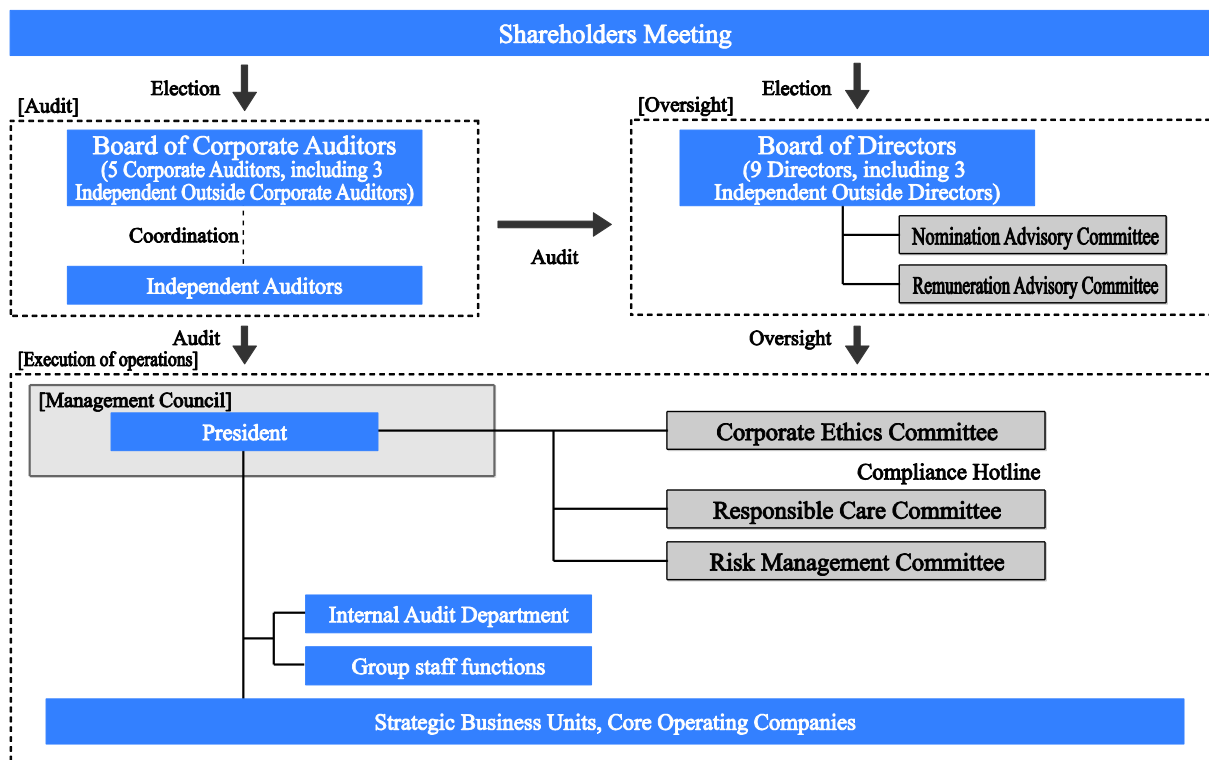 Shareholders Meeting
Election
Election
[Audit]
[Oversight]
Board of Corporate Auditors
(5 Corporate Auditors, including 3
Independent Outside Corporate Auditors)
Board of Directors
(9 Directors, including 3
Independent Outside Directors)
Coordination
Nomination Advisory Committee
Audit
Independent Auditors
Remuneration Advisory Committee
Audit
Oversight
[Execution of operations]
[Management Council]
President
Corporate Ethics Committee
Compliance Hotline
Responsible Care Committee
Risk Management Committee
Internal Audit Department
Group staff functions
Strategic Business Units, Core Operating Companies